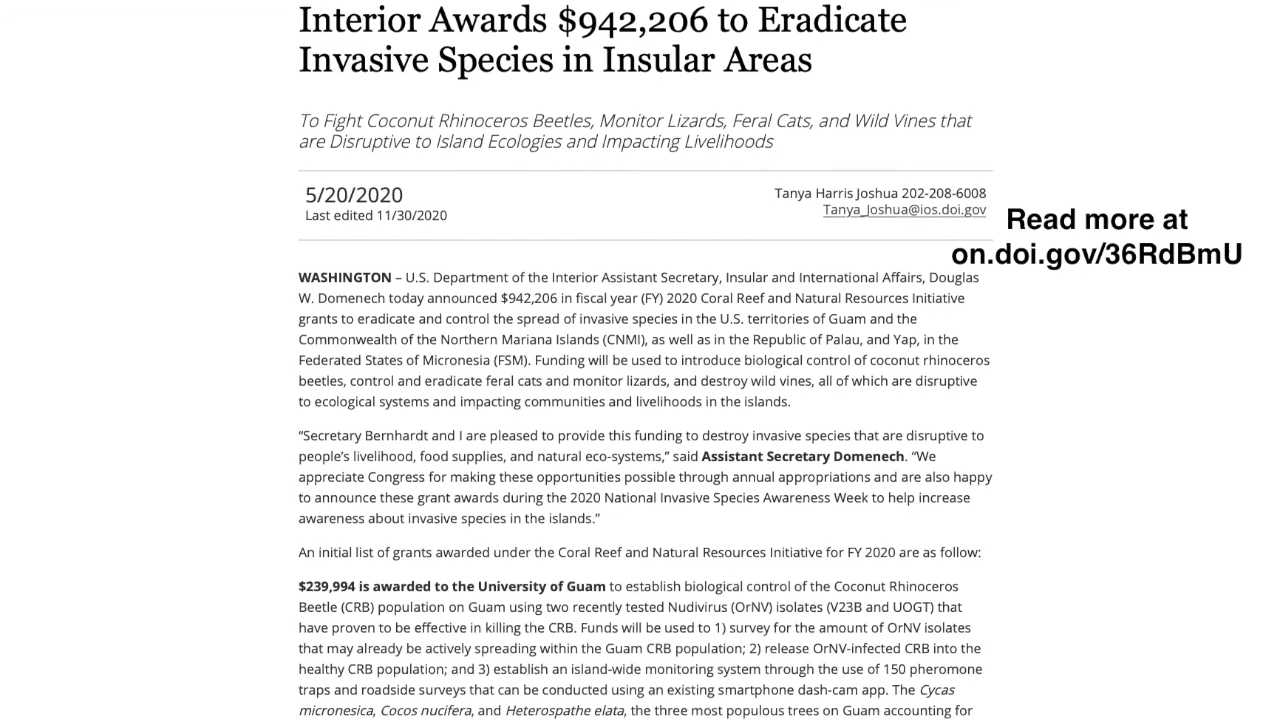 Interior Awards $942,206 to Eradicate
Invasive Species in Insular Areas
To Fight Coconut Rhinoceros Beetles, Monitor Lizards, Feral Cats, and Wild Vines that
are Disruptive to Island Ecologies and Impacting Livelihoods
5/20/2020
Last edited 11/30/2020
Tanya Harris Joshua 202-208-6008
Tanya_Joshua@ios.doi.gov
Read more at
on.doi.gov/36RdBmU
WASHINGTON – U.S. Department of the Interior Assistant Secretary, Insular and International Affairs, Douglas
W. Domenech today announced $942,206 in fiscal year (FY) 2020 Coral Reef and Natural Resources Initiative
grants to eradicate and control the spread of invasive species in the U.S. territories of Guam and the
Commonwealth of the Northern Mariana Islands (CNMI), as well as in the Republic of Palau, and Yap, in the
Federated States of Micronesia (FSM). Funding will be used to introduce biological control of coconut rhinoceros
beetles, control and eradicate feral cats and monitor lizards, and destroy wild vines, all of which are disruptive
to ecological systems and impacting communities and livelihoods in the islands.
“Secretary Bernhardt and I are pleased to provide this funding to destroy invasive species that are disruptive to
people’s livelihood, food supplies, and natural eco-systems,” said Assistant Secretary Domenech. “We
appreciate Congress for making these opportunities possible through annual appropriations and are also happy
to announce these grant awards during the 2020 National Invasive Species Awareness Week to help increase
awareness about invasive species in the islands.”
An initial list of grants awarded under the Coral Reef and Natural Resources Initiative for FY 2020 are as follow:
$239,994 is awarded to the University of Guam to establish biological control of the Coconut Rhinoceros
Beetle (CRB) population on Guam using two recently tested Nudivirus (OrNV) isolates (V23B and UOGT) that
have proven to be effective in killing the CRB. Funds will be used to 1) survey for the amount of OrNV isolates
that may already be actively spreading within the Guam CRB population; 2) release OrNV-infected CRB into the
healthy CRB population; and 3) establish an island-wide monitoring system through the use of 150 pheromone
traps and roadside surveys that can be conducted using an existing smartphone dash-cam app. The Cycas
micronesica, Cocos nucifera, and Heterospathe elata, the three most populous trees on Guam accounting for